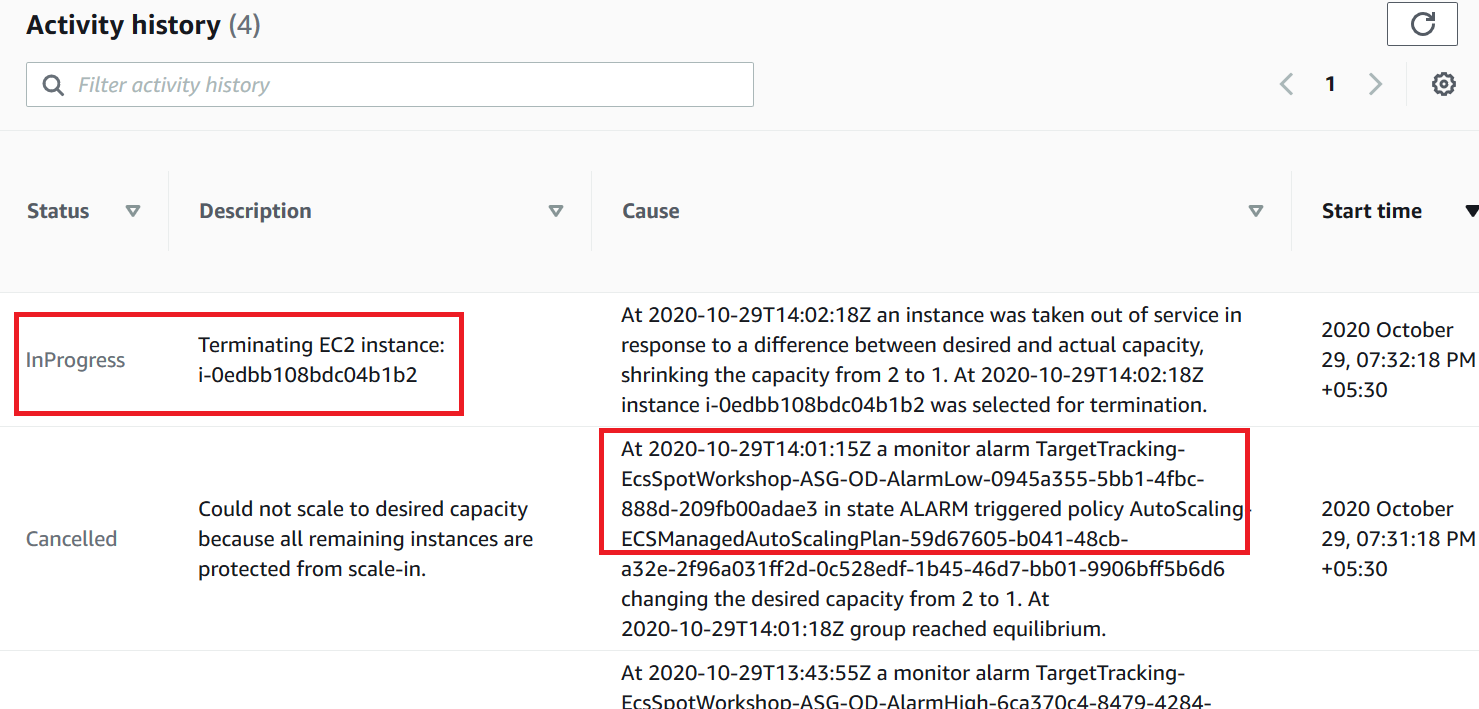 Activity history (4)
Filter activity history
1
Status
Description
Cause
Start time
InProgress
Terminating EC2 instance:
i-0edbb108bdc04b1b2
At 2020-10-29T14:02:18Z an instance was taken out of service in
response to a difference between desired and actual capacity,
shrinking the capacity from 2 to 1. At 2020-10-29T14:02:18Z
instance i-0edbb108bdc04b1b2 was selected for termination.
2020 October
29, 07:32:18 PM
+05:30
Cancelled
Could not scale to desired capacity
because all remaining instances are
protected from scale-in.
At 2020-10-29T14:01:15Z a monitor alarm TargetTracking-
EcsSpotWorkshop-ASG-OD-AlarmLow-0945a355-5bb1-4fbc-
888d-209fb00adae3 in state ALARM triggered policy AutoScaling-
ECSManagedAutoScalingPlan-59d67605-b041-48cb-
a32e-2f96a031ff2d-0c528edf-1b45-46d7-bb01-9906bff5b6d6
changing the desired capacity from 2 to 1. At
2020-10-29T14:01:18Z group reached equilibrium.
2020 October
29, 07:31:18 PM
+05:30
At 2020-10-29T13:43:55Z a monitor alarm TargetTracking-
EcsSpotWorkshop-ASG-OD-AlarmHigh-6ca370c4-8479-4284-